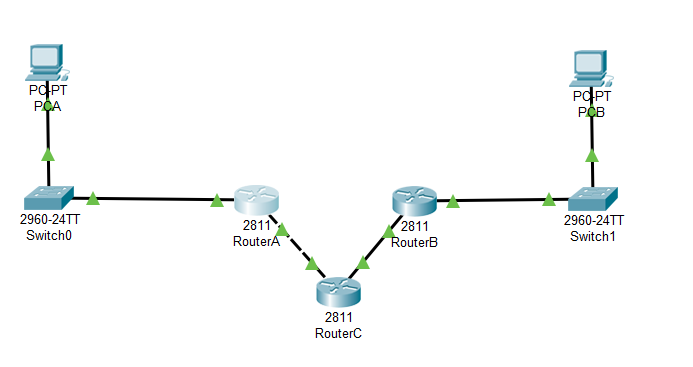 PC-PT
PCA
PC-PT
PCB
2960-24TT
Switch0
2811
RouterA
2811
RouterB
2960-24TT
Switch1
2811
RouterC